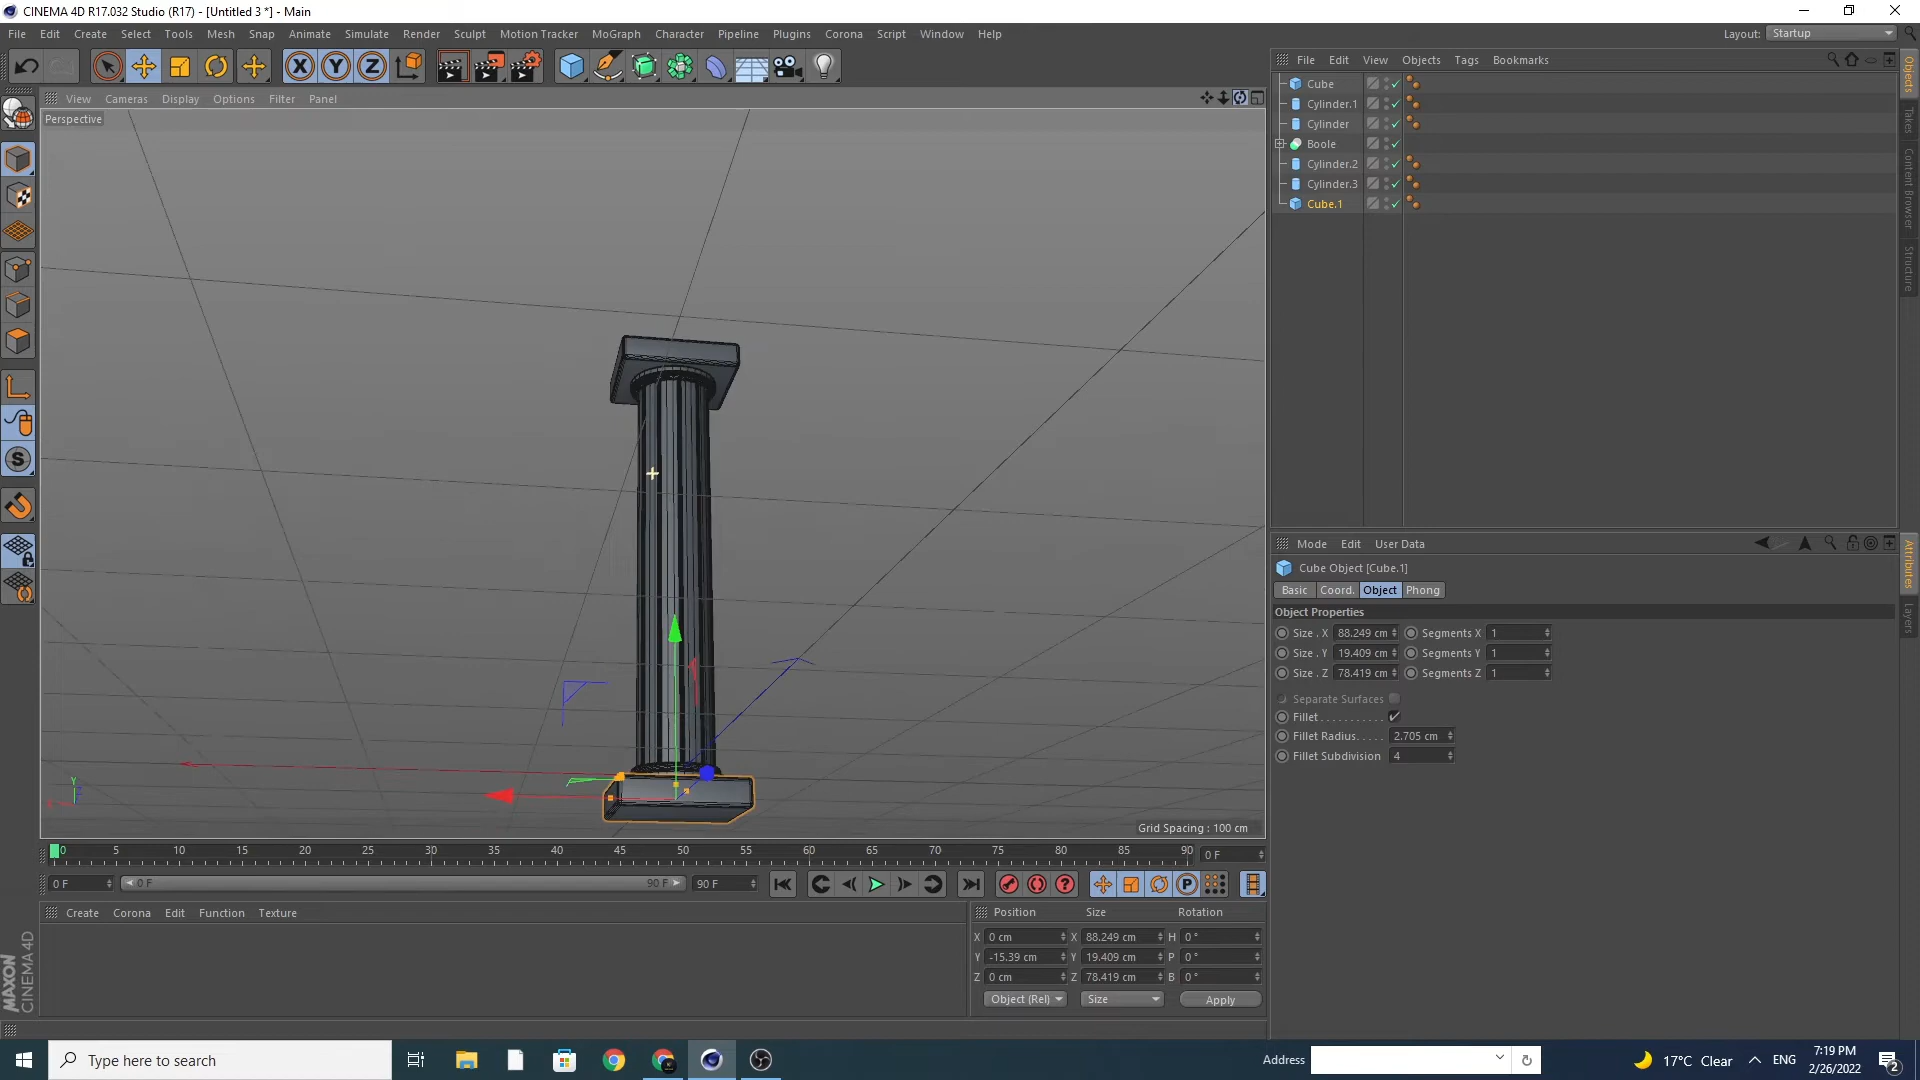 CINEMA 4D R17.032 Studio (R17) - [Untitled 3 *] - Main
File Edit Create Select Tools Mesh Snap Animate Simulate Render Sculpt Motion Tracker MoGraph Character Pipeline Plugins Corona Script Window Help
Layout: Startup
X Y Z
File Edit View Objects Tags Bookmarks
View Cameras Display Options Filter Panel
Perspective
Cube
Cylinder.1
Cylinder
Boole
Cylinder.2
Cylinder.3
Cube.1
Objects
Takes
Content Browser
Structure
S
Mode Edit User Data
Cube Object [Cube.1]
Basic Coord. Object Phong
Object Properties
Size . X 88.249 cm Segments X 1
Size . Y 19.409 cm Segments Y 1
Size . Z 78.419 cm Segments Z 1
Separate Surfaces
Fillet . . . . . . . . . . .
Fillet Radius. . . . . 2.705 cm
Fillet Subdivision 4
Attributes
Layers
Y
Grid Spacing : 100 cm
0 5 10 15 20 25 30 35 40 45 50 55 60 65 70 75 80 85 90 0 F
0 F 0 F 90 F 90 F
? P
Create Corona Edit Function Texture
Position Size Rotation
X 0 cm X 88.249 cm H 0 °
Y -15.39 cm Y 19.409 cm P 0 °
Z 0 cm Z 78.419 cm B 0 °
Object (Rel) Size Apply
MAXON
CINEMA 4D
Type here to search
Address
17°C Clear
ENG
7:19 PM
2/26/2022
2